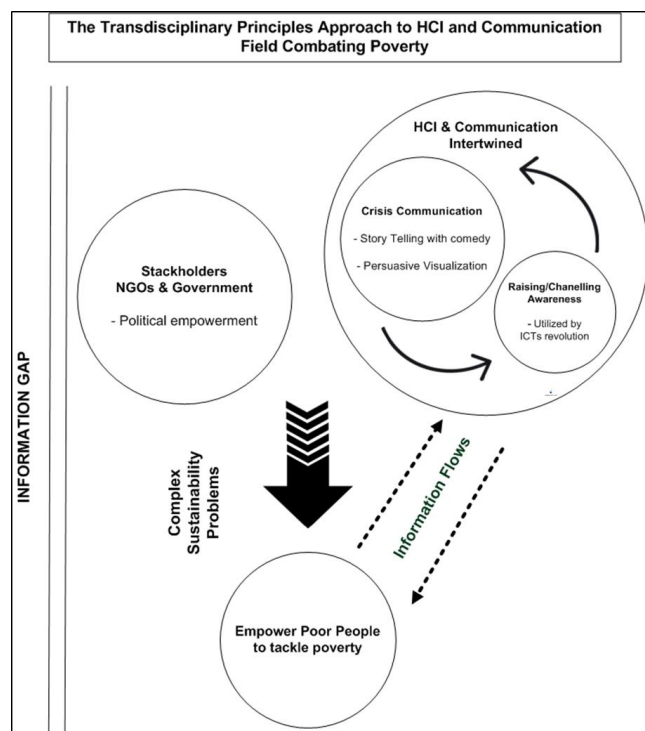 The Transdisciplinary Principles Approach to HCI and Communication
Field Combating Poverty
HCI & Communication
Intertwined
Crisis Communication
- Story Telling with comedy
- Persuasive Visualization
Raising/Chanelling
Awareness
- Utilized by
ICTs revolution
Stackholders
NGOs & Government
- Political empowerment
INFORMATION GAP
Complex
Sustainability
Problems
Information Flows
Empower Poor People
to tackle poverty